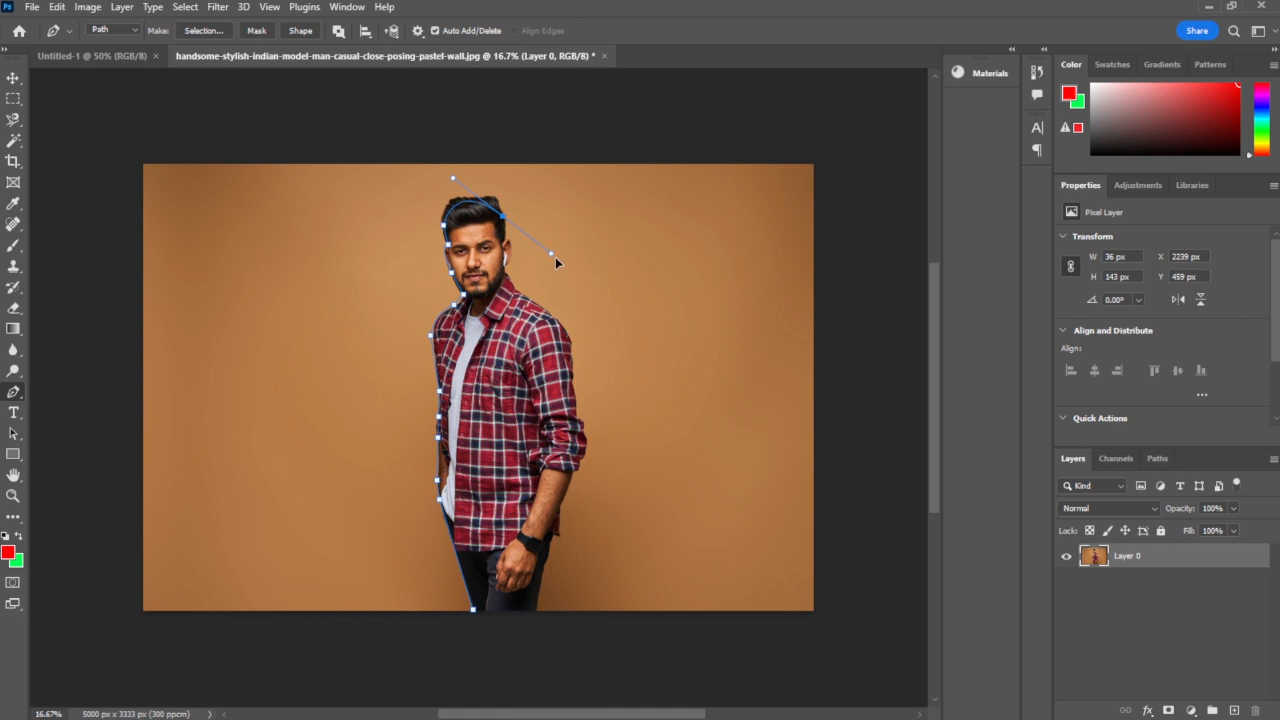 Ps File Edit Image Layer Type Select Filter 3D View Plugins Window Help
Path Make: Selection... Mask Shape Auto Add/Delete Align Edges Share
Untitled-1 @ 50% (RGB/8) × handsome-stylish-indian-model-man-casual-close-posing-pastel-wall.jpg @ 16.7% (Layer 0, RGB/8) * ×
Materials
Color Swatches Gradients Patterns
Properties Adjustments Libraries
Pixel Layer
Transform
W 36 px X 2239 px
H 143 px Y 459 px
0.00°
Align and Distribute
Align:
...
Quick Actions
Layers Channels Paths
Kind
Normal Opacity: 100%
Lock: Fill: 100%
Layer 0
16.67% 5000 px x 3333 px (300 ppcm)